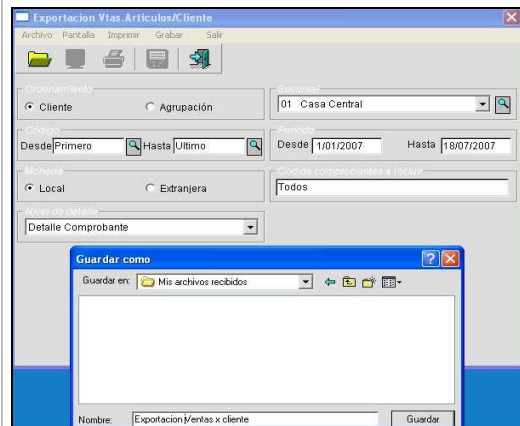 Exportacion Vtas.Articulos/Cliente
Archivo Pantalla Imprimir Grabar Salir
Ordenamiento
Cliente Agrupación
Sucursal
01 Casa Central
Código
Desde Primero Hasta Ultimo
Periodo
Desde 1/01/2007 Hasta 18/07/2007
Moneda
Local Extranjera
Cod de comprobantes a Incluir
Todos
Nivel de detalle
Detalle Comprobante
Guardar como
Guardar en: Mis archivos recibidos
Nombre: Exportacion Ventas x cliente Guardar